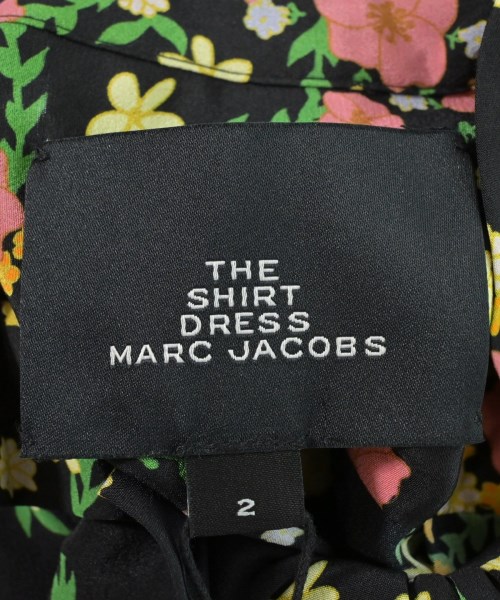 THE
SHIRT
DRESS
MARC JACOBS
2